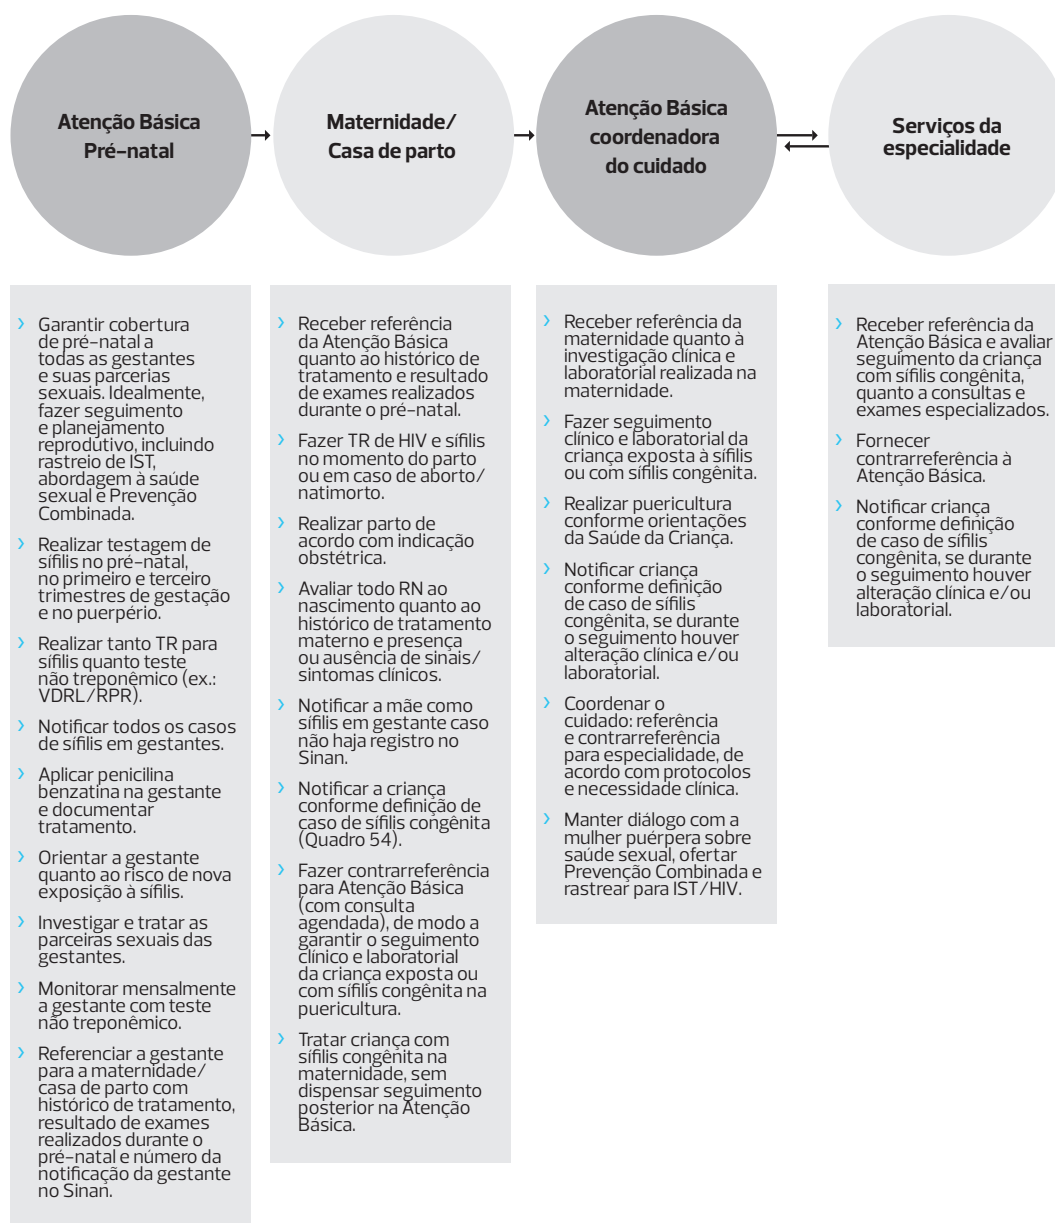 Atenção Básica
Pré-natal
Maternidade/
Casa de parto
Atenção Básica
coordenadora
do cuidado
Serviços da
especialidade
› Garantir cobertura
de pré-natal a
todas as gestantes
e suas parcerias
sexuais. Idealmente,
fazer seguimento
e planejamento
reprodutivo, incluindo
rastreio de IST,
abordagem à saúde
sexual e Prevenção
Combinada.
› Realizar testagem de
sífilis no pré-natal,
no primeiro e terceiro
trimestres de gestação
e no puerpério.
› Realizar tanto TR para
sífilis quanto teste
não treponêmico (ex.:
VDRL/RPR).
› Notificar todos os casos
de sífilis em gestantes.
› Aplicar penicilina
benzatina na gestante
e documentar
tratamento.
› Orientar a gestante
quanto ao risco de nova
exposição à sífilis.
› Investigar e tratar as
parceiras sexuais das
gestantes.
› Monitorar mensalmente
a gestante com teste
não treponêmico.
› Referenciar a gestante
para a maternidade/
casa de parto com
histórico de tratamento,
resultado de exames
realizados durante o
pré-natal e número da
notificação da gestante
no Sinan.
› Receber referência
da Atenção Básica
quanto ao histórico de
tratamento e resultado
de exames realizados
durante o pré-natal.
› Fazer TR de HIV e sífilis
no momento do parto
ou em caso de aborto/
natimorto.
› Realizar parto de
acordo com indicação
obstétrica.
› Avaliar todo RN ao
nascimento quanto ao
histórico de tratamento
materno e presença
ou ausência de sinais/
sintomas clínicos.
› Notificar a mãe como
sífilis em gestante caso
não haja registro no
Sinan.
› Notificar a criança
conforme definição de
caso de sífilis congênita
(Quadro 54).
› Fazer contrarreferência
para Atenção Básica
(com consulta
agendada), de modo a
garantir o seguimento
clínico e laboratorial
da criança exposta ou
com sífilis congênita na
puericultura.
› Tratar criança com
sífilis congênita na
maternidade, sem
dispensar seguimento
posterior na Atenção
Básica.
› Receber referência da
maternidade quanto à
investigação clínica e
laboratorial realizada na
maternidade.
› Fazer seguimento
clínico e laboratorial da
criança exposta à sífilis
ou com sífilis congênita.
› Realizar puericultura
conforme orientações
da Saúde da Criança.
› Notificar criança
conforme definição
de caso de sífilis
congênita, se durante
o seguimento houver
alteração clínica e/ou
laboratorial.
› Coordenar o
cuidado: referência
e contrarreferência
para especialidade, de
acordo com protocolos
e necessidade clínica.
› Manter diálogo com a
mulher puérpera sobre
saúde sexual, ofertar
Prevenção Combinada e
rastrear para IST/HIV.
› Receber referência da
Atenção Básica e avaliar
seguimento da criança
com sífilis congênita,
quanto a consultas e
exames especializados.
› Fornecer
contrarreferência à
Atenção Básica.
› Notificar criança
conforme definição
de caso de sífilis
congênita, se durante
o seguimento houver
alteração clínica e/ou
laboratorial.